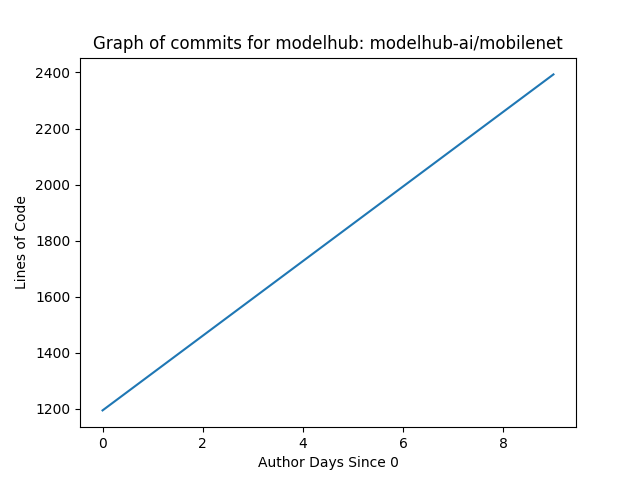 Graph of commits for modelhub: modelhub-ai/mobilenet
2400
2200
2000
1800
1600
1400
1200
Lines of Code
0 2 4 6 8
Author Days Since 0